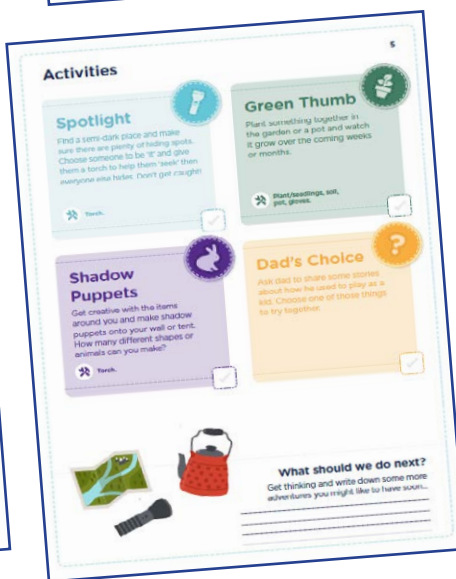 5
Activities
Spotlight
Find a semi-dark place and make
sure there are plenty of hiding spots.
Choose someone to be 'it' and give
them a torch to help them 'seek' then
everyone else hides. Don't get caught!
Torch.
Green Thumb
Plant something together in
the garden or a pot and watch
it grow over the coming weeks
or months.
Plant/seedlings, soil,
pot, gloves.
Shadow
Puppets
Get creative with the items
around you and make shadow
puppets onto your wall or tent.
How many different shapes or
animals can you make?
Torch.
Dad's Choice
Ask dad to share some stories
about how he used to play as a
kid. Choose one of those things
to try together
What should we do next?
Get thinking and write down some more
adventures you might like to have soon...